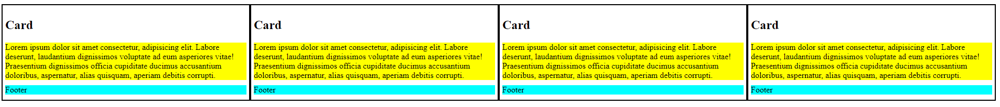 Card
Lorem ipsum dolor sit amet consectetur, adipisicing elit. Labore
deserunt, laudantium dignissimos voluptate ad eum asperiores vitae!
Praesentium dignissimos officia cupiditate ducimus accusantium
doloribus, aspernatur, alias quisquam, aperiam debitis corrupti.
Footer
Card
Lorem ipsum dolor sit amet consectetur, adipisicing elit. Labore
deserunt, laudantium dignissimos voluptate ad eum asperiores vitae!
Praesentium dignissimos officia cupiditate ducimus accusantium
doloribus, aspernatur, alias quisquam, aperiam debitis corrupti.
Footer
Card
Lorem ipsum dolor sit amet consectetur, adipisicing elit. Labore
deserunt, laudantium dignissimos voluptate ad eum asperiores vitae!
Praesentium dignissimos officia cupiditate ducimus accusantium
doloribus, aspernatur, alias quisquam, aperiam debitis corrupti.
Footer
Card
Lorem ipsum dolor sit amet consectetur, adipisicing elit. Labore
deserunt, laudantium dignissimos voluptate ad eum asperiores vitae!
Praesentium dignissimos officia cupiditate ducimus accusantium
doloribus, aspernatur, alias quisquam, aperiam debitis corrupti.
Footer